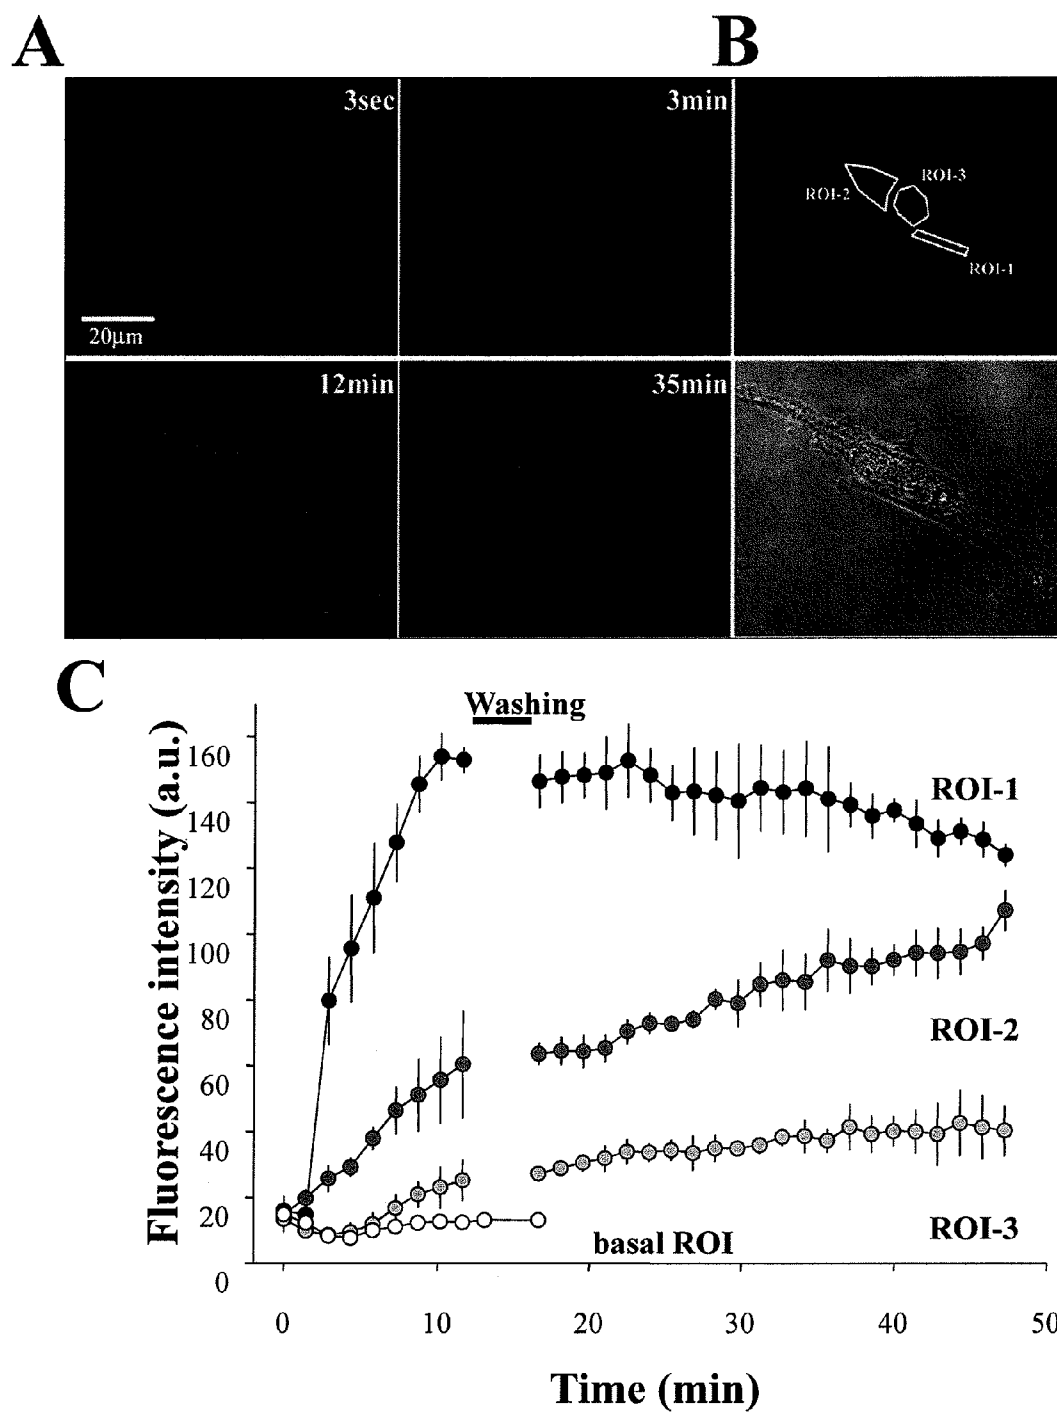 A
B
3sec
3min
20µm
ROI-3
ROI-2
ROI-1
12min
35min
C
Washing
Fluorescence intensity (a.u.)
160
140
120
100
80
60
40
20
0
ROI-1
ROI-2
ROI-3
basal ROI
0
10
20
30
40
50
Time (min)